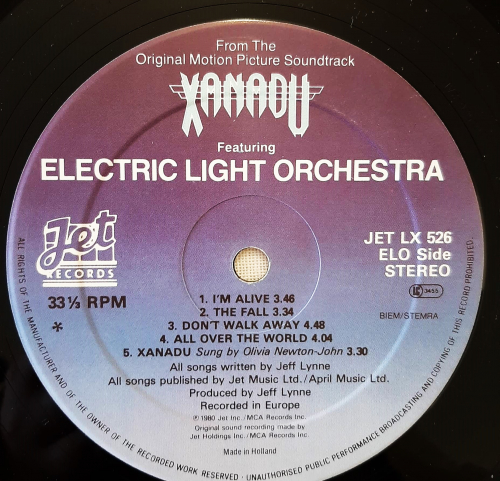 From The
Original Motion Picture Soundtrack
XANADU
Featuring
ELECTRIC LIGHT ORCHESTRA
Jet
RECORDS
33⅓ RPM
*
JET LX 526
ELO Side
STEREO
LC 3455
BIEM/STEMRA
1. I'M ALIVE 3.46
2. THE FALL 3.34
3. DON'T WALK AWAY 4.48
4. ALL OVER THE WORLD 4.04
5. XANADU Sung by Olivia Newton-John 3.30
All songs written by Jeff Lynne
All songs published by Jet Music Ltd./April Music Ltd.
Produced by Jeff Lynne
Recorded in Europe
℗ 1980 Jet Inc./MCA Records Inc.
Original sound recording made by
Jet Holdings Inc./MCA Records Inc.
Made in Holland
ALL RIGHTS OF THE MANUFACTURER AND OF THE OWNER OF THE RECORDED WORK RESERVED · UNAUTHORISED PUBLIC PERFORMANCE BROADCASTING AND COPYING OF THIS RECORD PROHIBITED.